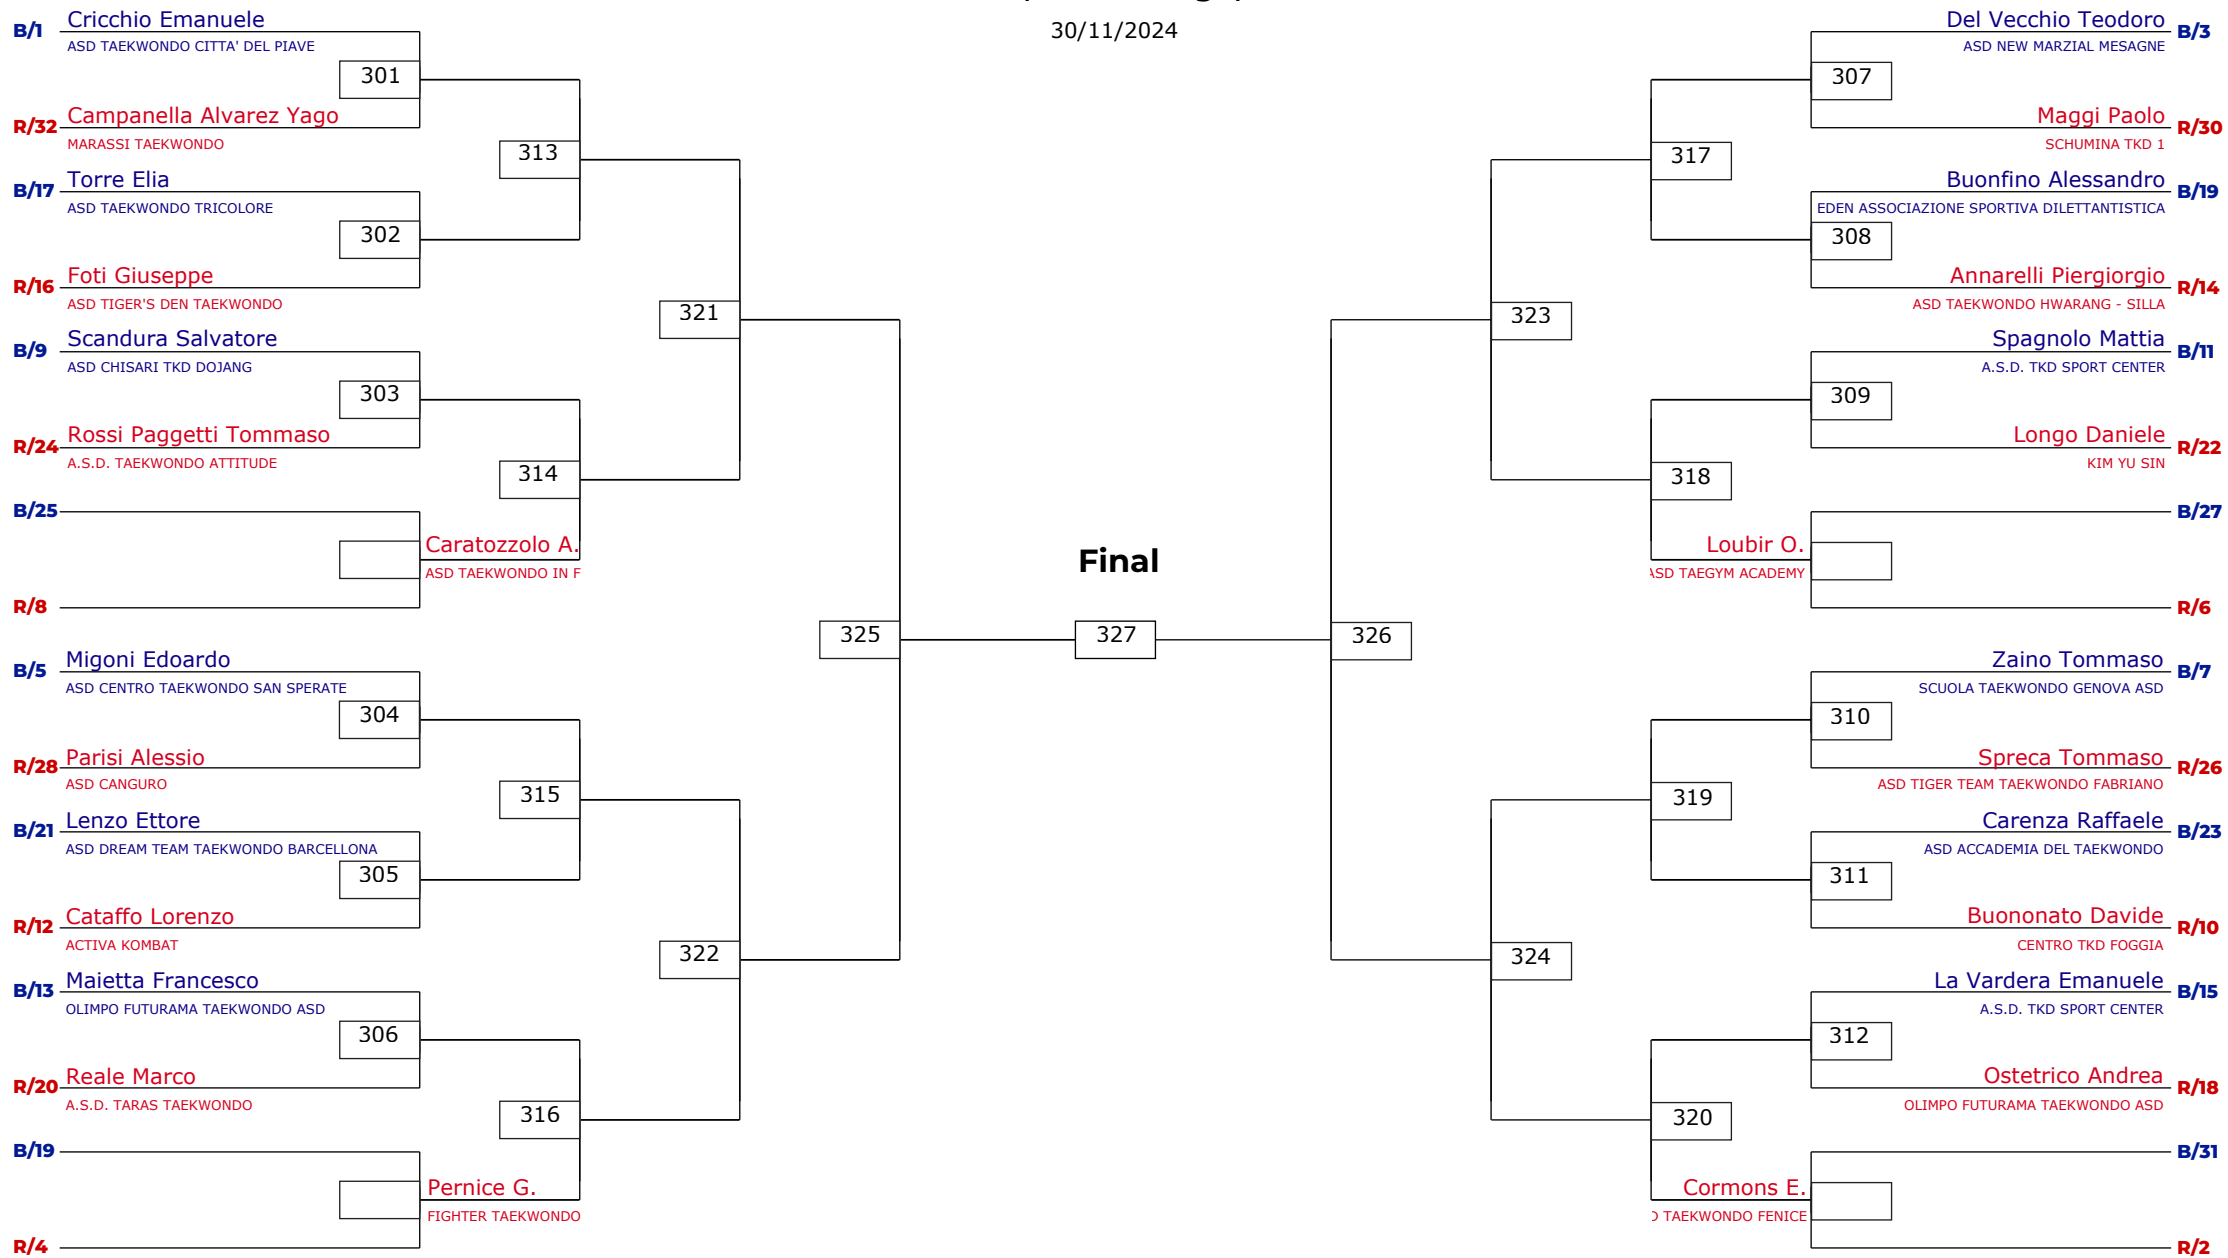 30/11/2024
B/1 Cricchio Emanuele
ASD TAEKWONDO CITTA' DEL PIAVE
301
R/32 Campanella Alvarez Yago
MARASSI TAEKWONDO
313
B/17 Torre Elia
ASD TAEKWONDO TRICOLORE
302
R/16 Foti Giuseppe
ASD TIGER'S DEN TAEKWONDO
321
B/9 Scandura Salvatore
ASD CHISARI TKD DOJANG
303
R/24 Rossi Paggetti Tommaso
A.S.D. TAEKWONDO ATTITUDE
314
B/25
Caratozzolo A.
ASD TAEKWONDO IN F
R/8
325
B/5 Migoni Edoardo
ASD CENTRO TAEKWONDO SAN SPERATE
304
R/28 Parisi Alessio
ASD CANGURO
315
B/21 Lenzo Ettore
ASD DREAM TEAM TAEKWONDO BARCELLONA
305
R/12 Cataffo Lorenzo
ACTIVA KOMBAT
322
B/13 Maietta Francesco
OLIMPO FUTURAMA TAEKWONDO ASD
306
R/20 Reale Marco
A.S.D. TARAS TAEKWONDO
316
B/19
Pernice G.
FIGHTER TAEKWONDO
R/4
Final
327
Del Vecchio Teodoro B/3
ASD NEW MARZIAL MESAGNE
307
Maggi Paolo R/30
SCHUMINA TKD 1
317
Buonfino Alessandro B/19
EDEN ASSOCIAZIONE SPORTIVA DILETTANTISTICA
308
Annarelli Piergiorgio R/14
ASD TAEKWONDO HWARANG - SILLA
323
Spagnolo Mattia B/11
A.S.D. TKD SPORT CENTER
309
Longo Daniele R/22
KIM YU SIN
318
B/27
Loubir O.
ASD TAEGYM ACADEMY
R/6
326
Zaino Tommaso B/7
SCUOLA TAEKWONDO GENOVA ASD
310
Spreca Tommaso R/26
ASD TIGER TEAM TAEKWONDO FABRIANO
319
Carenza Raffaele B/23
ASD ACCADEMIA DEL TAEKWONDO
311
Buononato Davide R/10
CENTRO TKD FOGGIA
324
La Vardera Emanuele B/15
A.S.D. TKD SPORT CENTER
312
Ostetrico Andrea R/18
OLIMPO FUTURAMA TAEKWONDO ASD
320
B/31
Cormons E.
TAEKWONDO FENICE
R/2